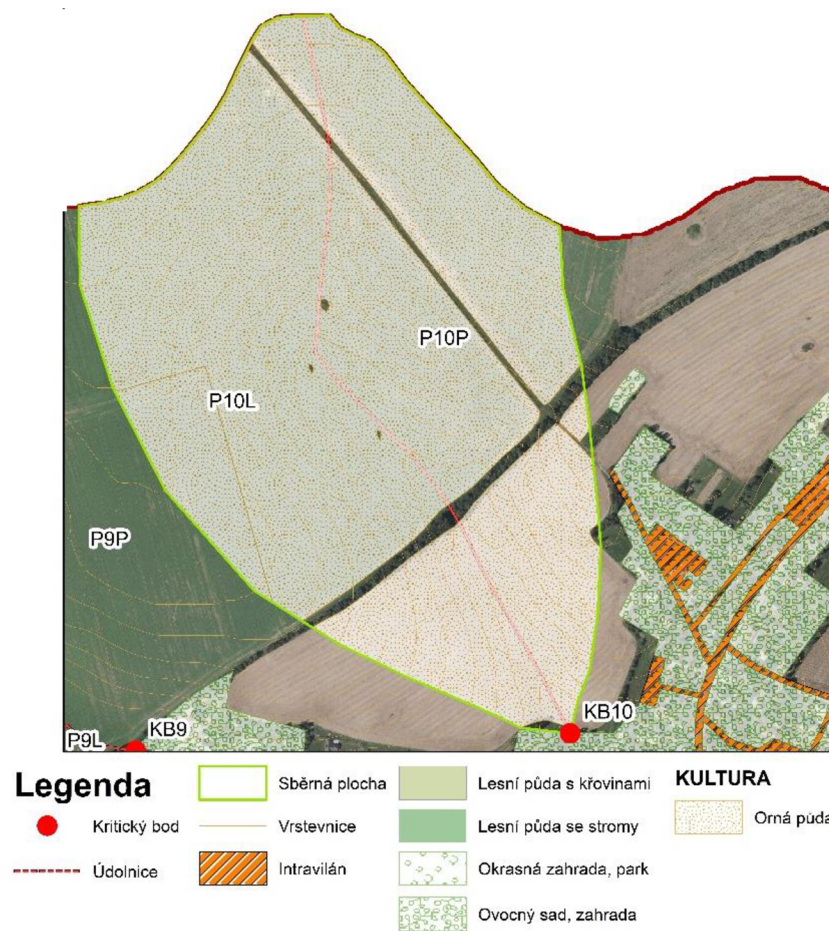 P10P
P10L
P9P
KB10
KB9
P9L
Legenda
Kritický bod
Údolnice
Sběrná plocha
Vrstevnice
Intravilán
Lesní půda s křovinami
Lesní půda se stromy
Okrasná zahrada, park
Ovocný sad, zahrada
KULTURA
Orná půda